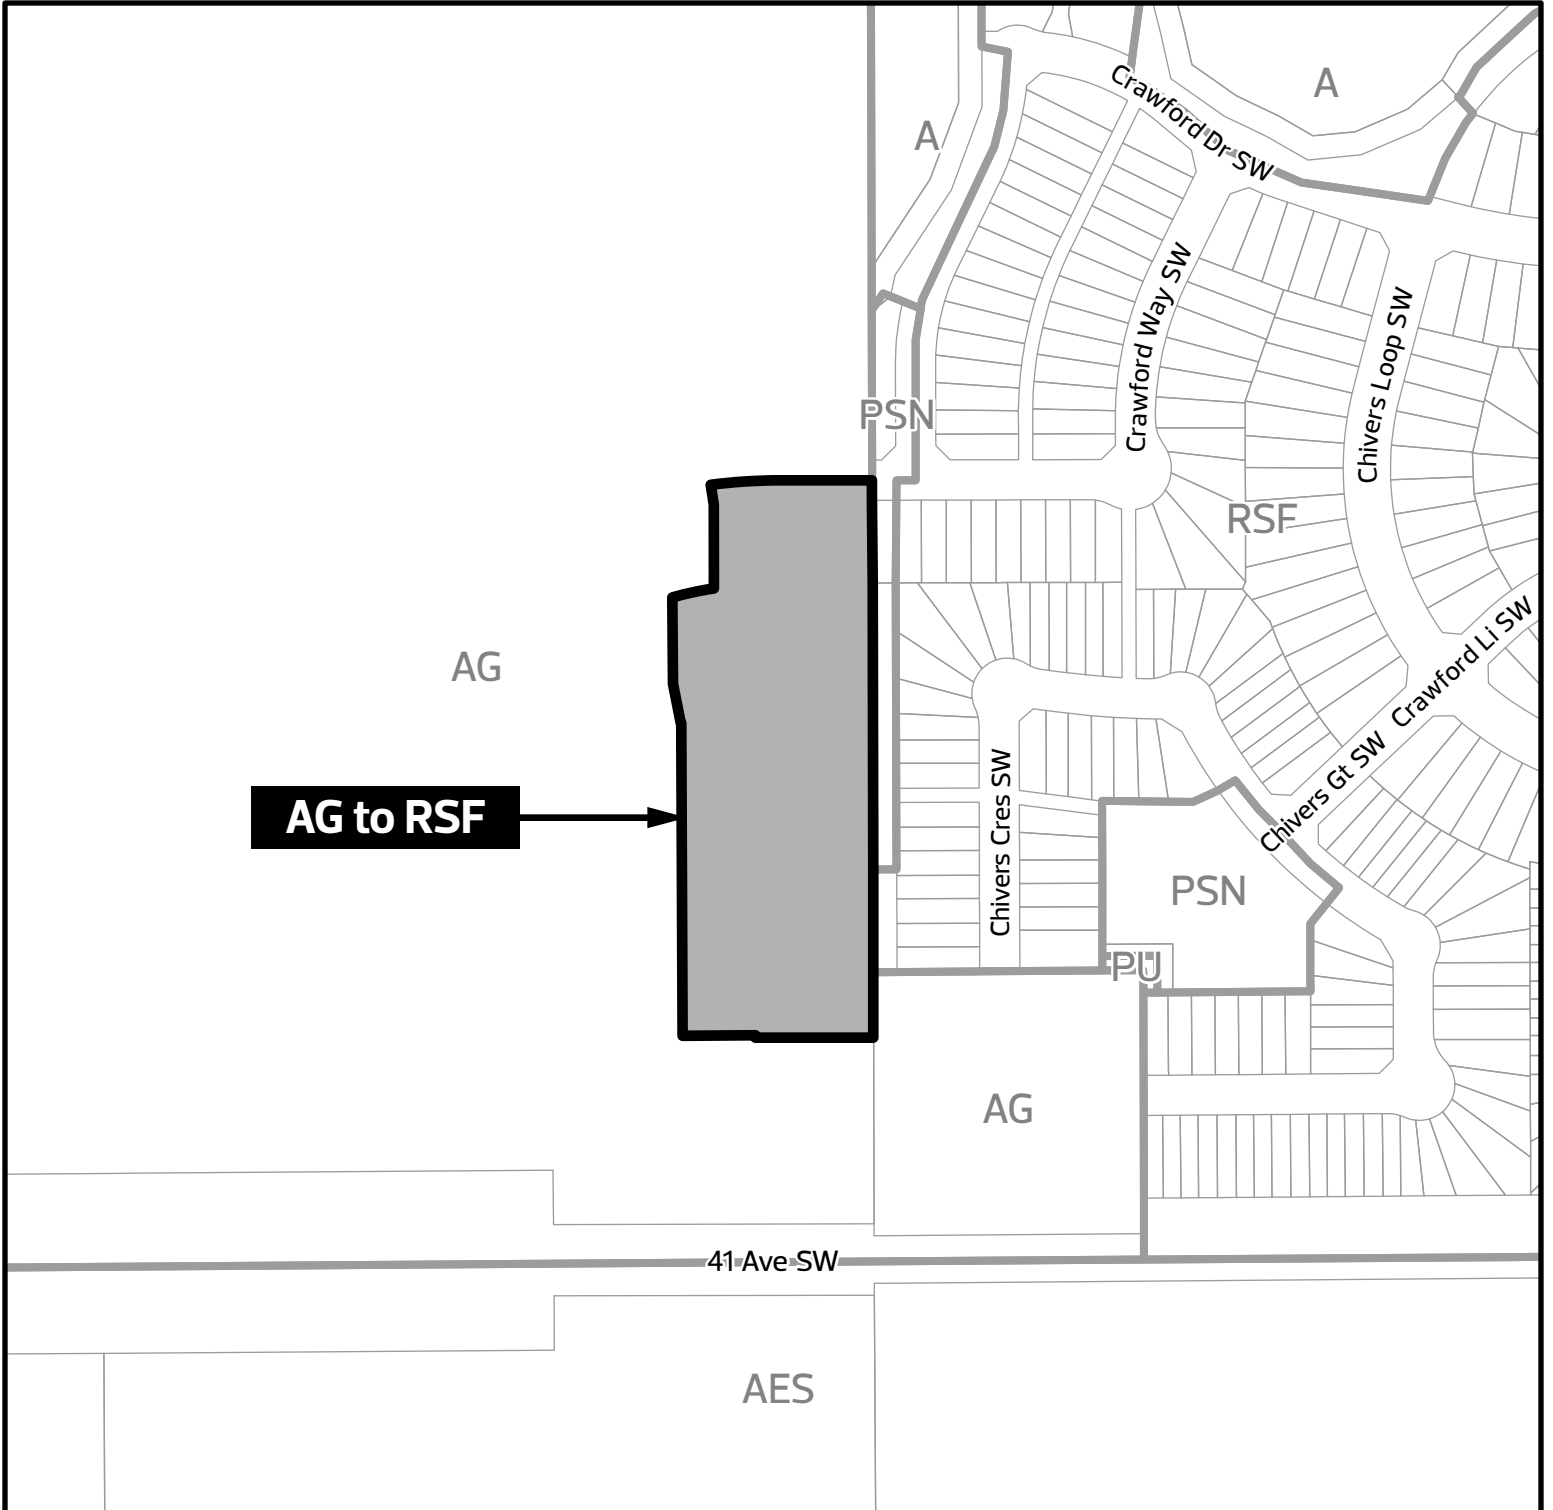 A
Crawford Dr SW
A
Crawford Way SW
Chivers Loop SW
PSN
RSF
AG
Crawford Li SW
Chivers Gt SW
AG to RSF
Chivers Cres SW
PSN
PU
AG
41 Ave SW
AES